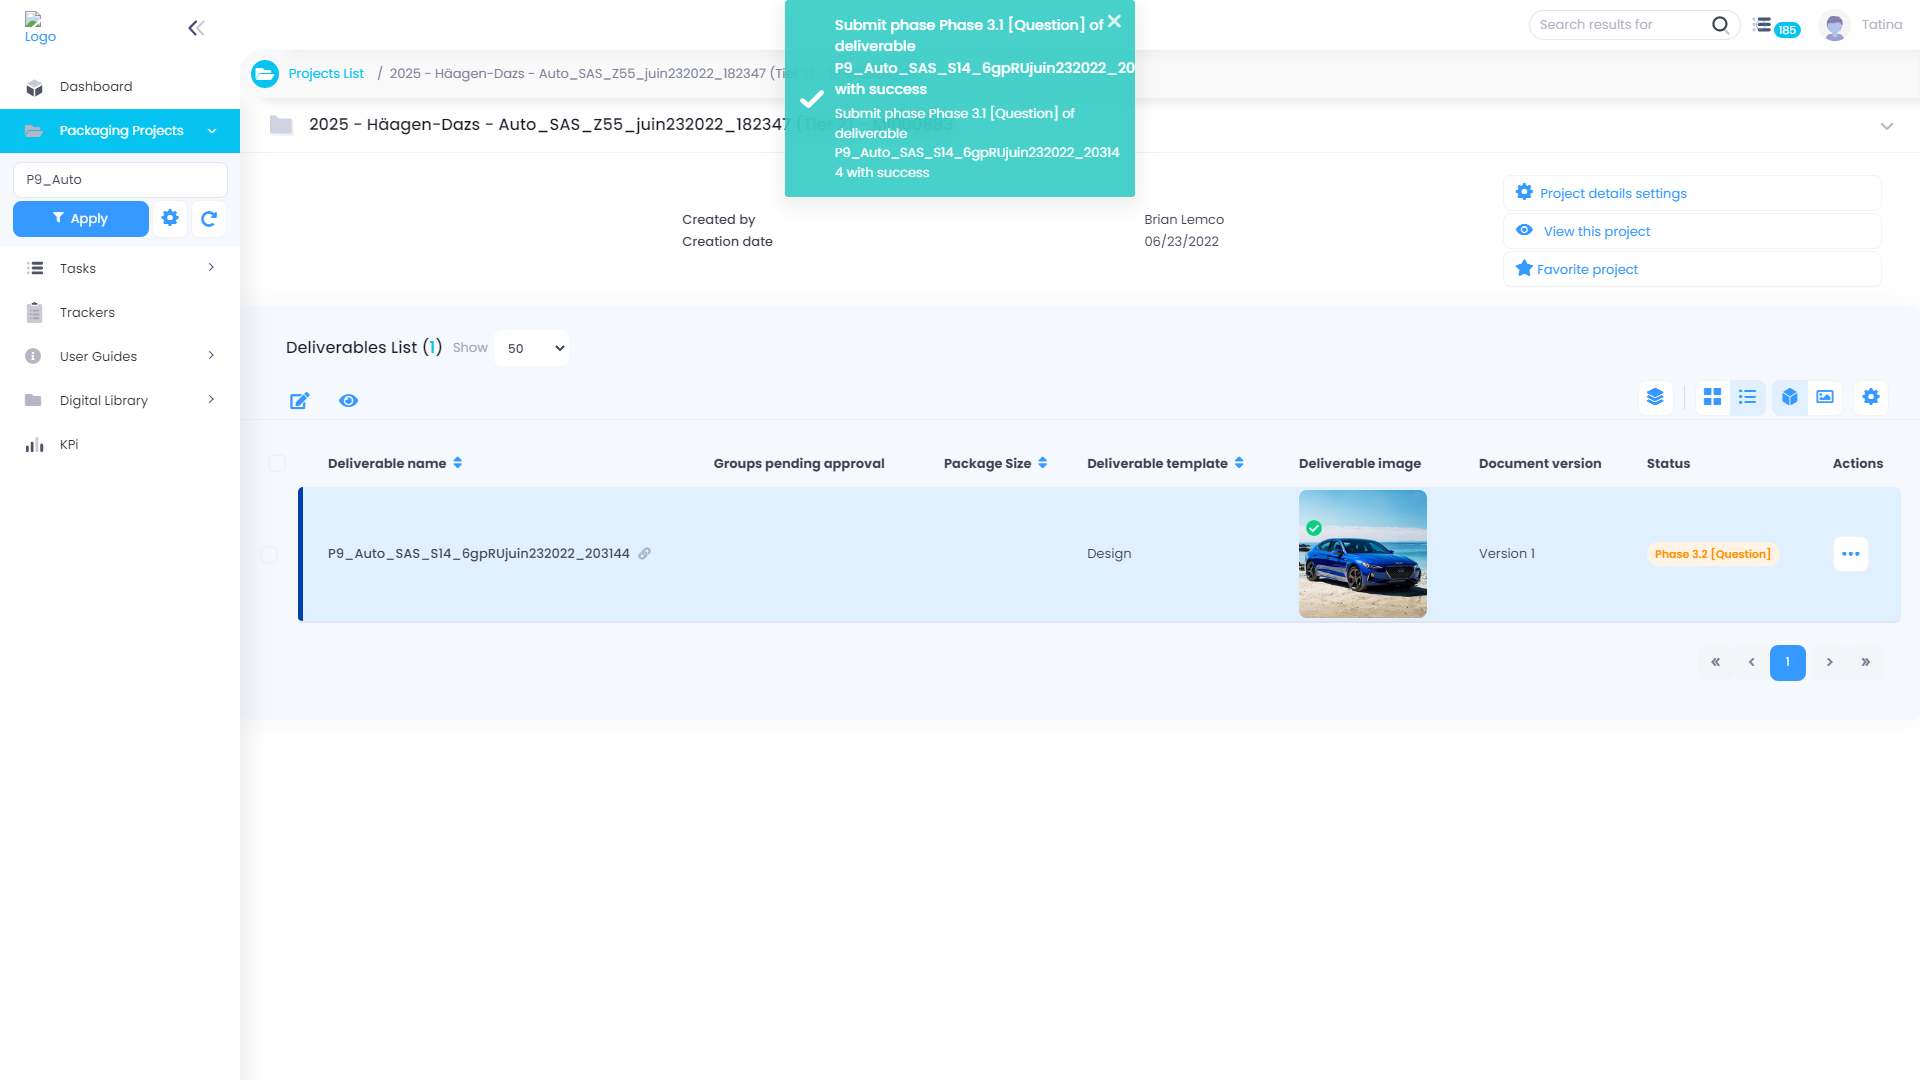 Logo
Search results for
185
Tatina
Submit phase Phase 3.1 [Question] of
deliverable
P9_Auto_SAS_S14_6gpRUjuin232022_20
with success
Submit phase Phase 3.1 [Question] of
deliverable
P9_Auto_SAS_S14_6gpRUjuin232022_20314
4 with success
Projects List / 2025 - Häagen-Dazs - Auto_SAS_Z55_juin232022_182347 (Tier
2025 - Häagen-Dazs - Auto_SAS_Z55_juin232022_182347 (Tier
Dashboard
Packaging Projects
P9_Auto
Apply
Tasks
Trackers
User Guides
Digital Library
KPi
Created by Brian Lemco
Creation date 06/23/2022
Project details settings
View this project
Favorite project
Deliverables List (1) Show 50
Deliverable name Groups pending approval Package Size Deliverable template Deliverable image Document version Status Actions
P9_Auto_SAS_S14_6gpRUjuin232022_203144 Design Version 1 Phase 3.2 [Question]
« ‹ 1 › »